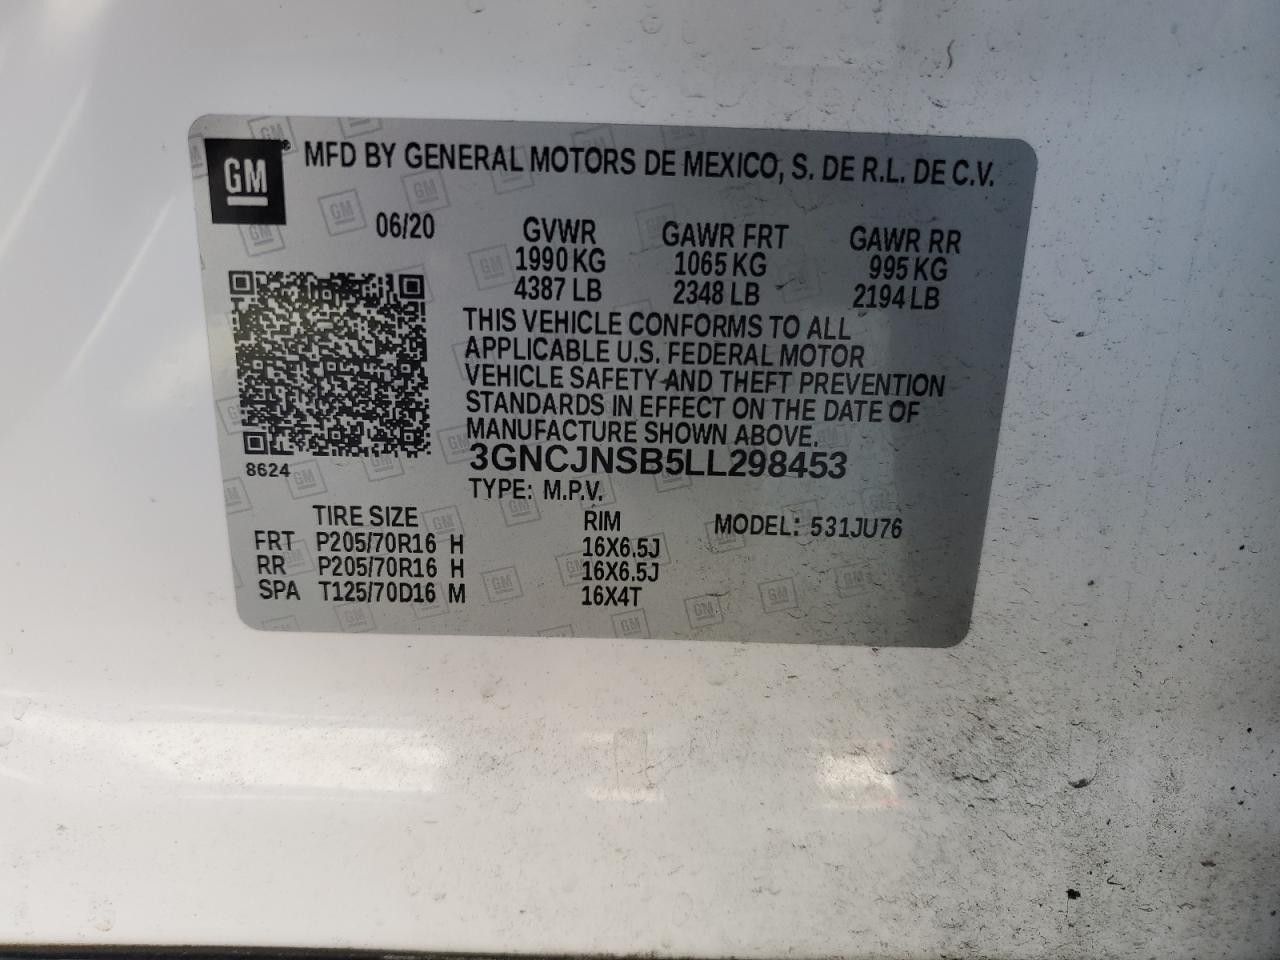 GM® MFD BY GENERAL MOTORS DE MEXICO, S. DE R.L. DE C.V.
06/20 GVWR GAWR FRT GAWR RR
1990 KG 1065 KG 995 KG
4387 LB 2348 LB 2194 LB
THIS VEHICLE CONFORMS TO ALL
APPLICABLE U.S. FEDERAL MOTOR
VEHICLE SAFETY AND THEFT PREVENTION
STANDARDS IN EFFECT ON THE DATE OF
MANUFACTURE SHOWN ABOVE.
8624 3GNCJNSB5LL298453
TYPE: M.P.V.
TIRE SIZE RIM MODEL: 531JU76
FRT P205/70R16 H 16X6.5J
RR P205/70R16 H 16X6.5J
SPA T125/70D16 M 16X4T